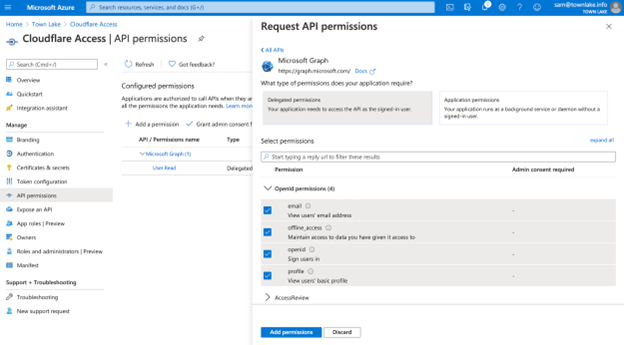 Microsoft Azure
Search resources, services, and docs (G+/)
2
sam@townlake.info
TOWN LAKE
Home > Town Lake > Cloudflare Access
Cloudflare Access | API permissions
Search (Cmd+/)
Overview
Quickstart
Integration assistant
Manage
Branding
Authentication
Certificates & secrets
Token configuration
API permissions
Expose an API
App roles | Preview
Owners
Roles and administrators | Preview
Manifest
Support + Troubleshooting
Troubleshooting
New support request
Refresh
Got feedback?
Configured permissions
Applications are authorized to call APIs when they ar
all the permissions the application needs. Learn more
Add a permission
Grant admin consent f
API / Permissions name
Type
Microsoft Graph (1)
User Read
Delegated
Request API permissions
All APIs
Microsoft Graph
https://graph.microsoft.com/ Docs
What type of permissions does your application require?
Delegated permissions
Your application needs to access the API as the signed-in user.
Application permissions
Your application runs as a background service or daemon without a
signed-in user.
Select permissions
expand all
Start typing a reply url to filter these results
Permission
Admin consent required
OpenId permissions (4)
email
View users' email address
-
offline_access
Maintain access to data you have given it access to
-
openid
Sign users in
-
profile
View users' basic profile
-
AccessReview
Add permissions
Discard